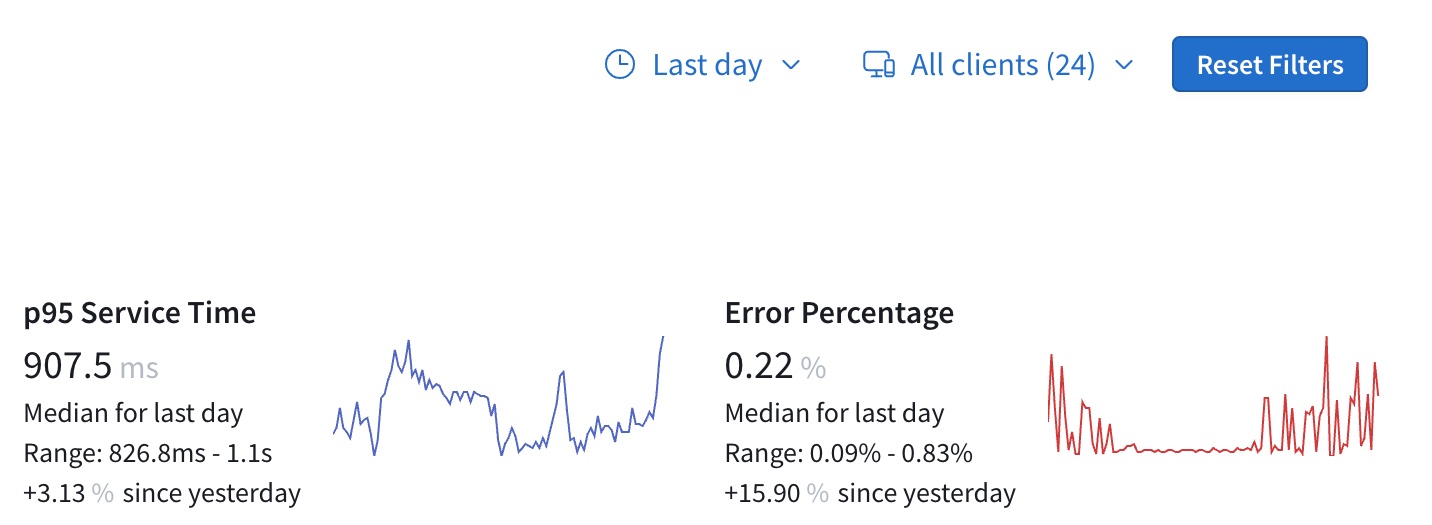 Last day All clients (24) Reset Filters
p95 Service Time
907.5 ms
Median for last day
Range: 826.8ms - 1.1s
+3.13 % since yesterday
Error Percentage
0.22 %
Median for last day
Range: 0.09% - 0.83%
+15.90 % since yesterday